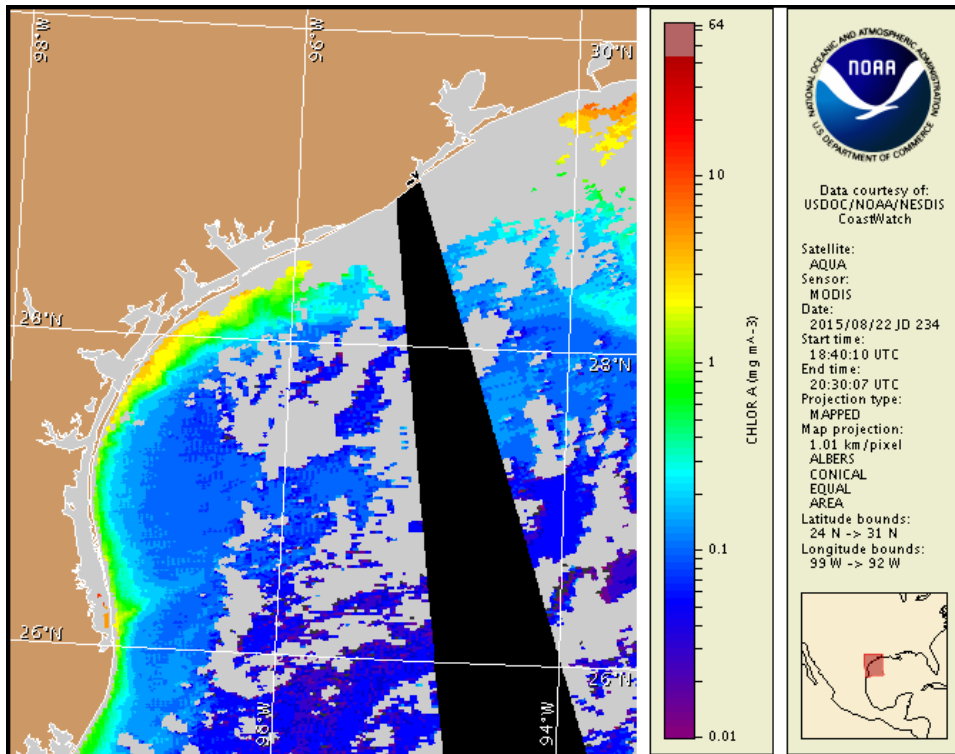 98°W
96°W
30°N
28°N
28°N
26°N
26°N
96°W
94°W
64
10
1
0.1
0.01
CHLOR A (mg m^-3)
NATIONAL OCEANIC AND ATMOSPHERIC ADMINISTRATION
NOAA
U.S. DEPARTMENT OF COMMERCE
Data courtesy of:
USDOC/NOAA/NESDIS
CoastWatch
Satellite:
AQUA
Sensor:
MODIS
Date:
2015/08/22 JD 234
Start time:
18:40:10 UTC
End time:
20:30:07 UTC
Projection type:
MAPPED
Map projection:
1.01 km/pixel
ALBERS
CONICAL
EQUAL
AREA
Latitude bounds:
24 N -> 31 N
Longitude bounds:
99 W -> 92 W